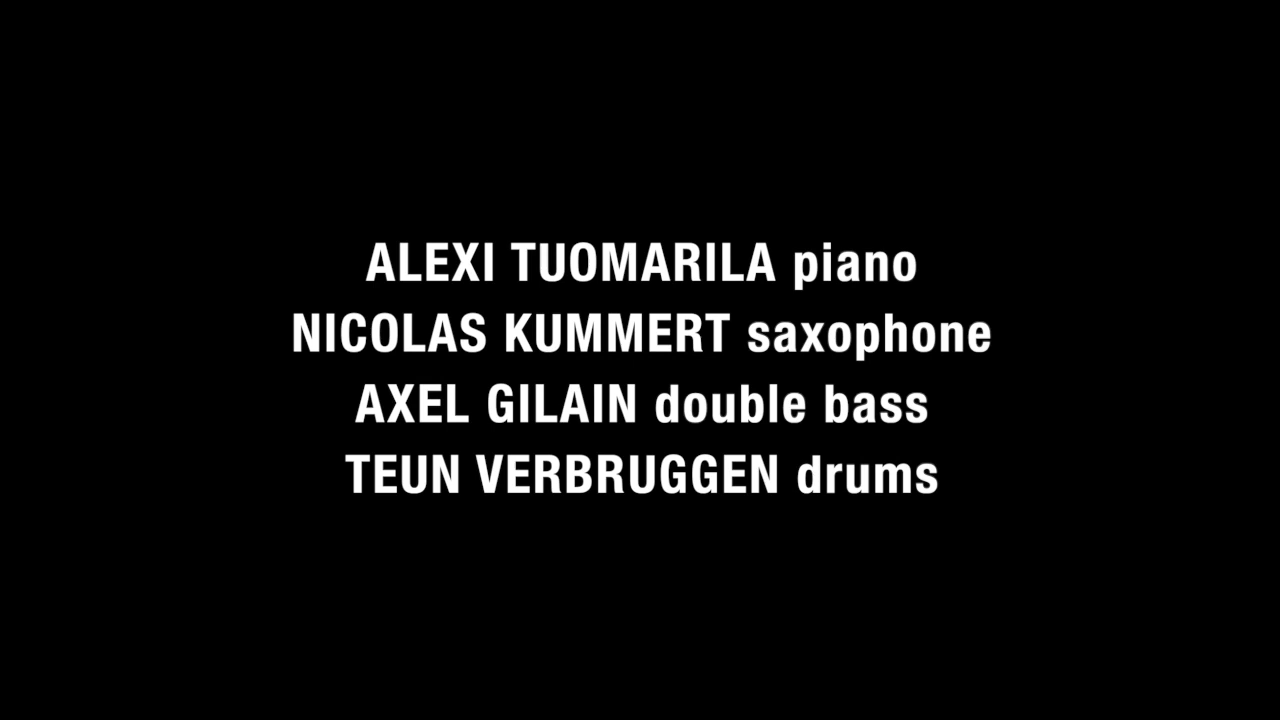 ALEXI TUOMARILA piano
NICOLAS KUMMERT saxophone
AXEL GILAIN double bass
TEUN VERBRUGGEN drums